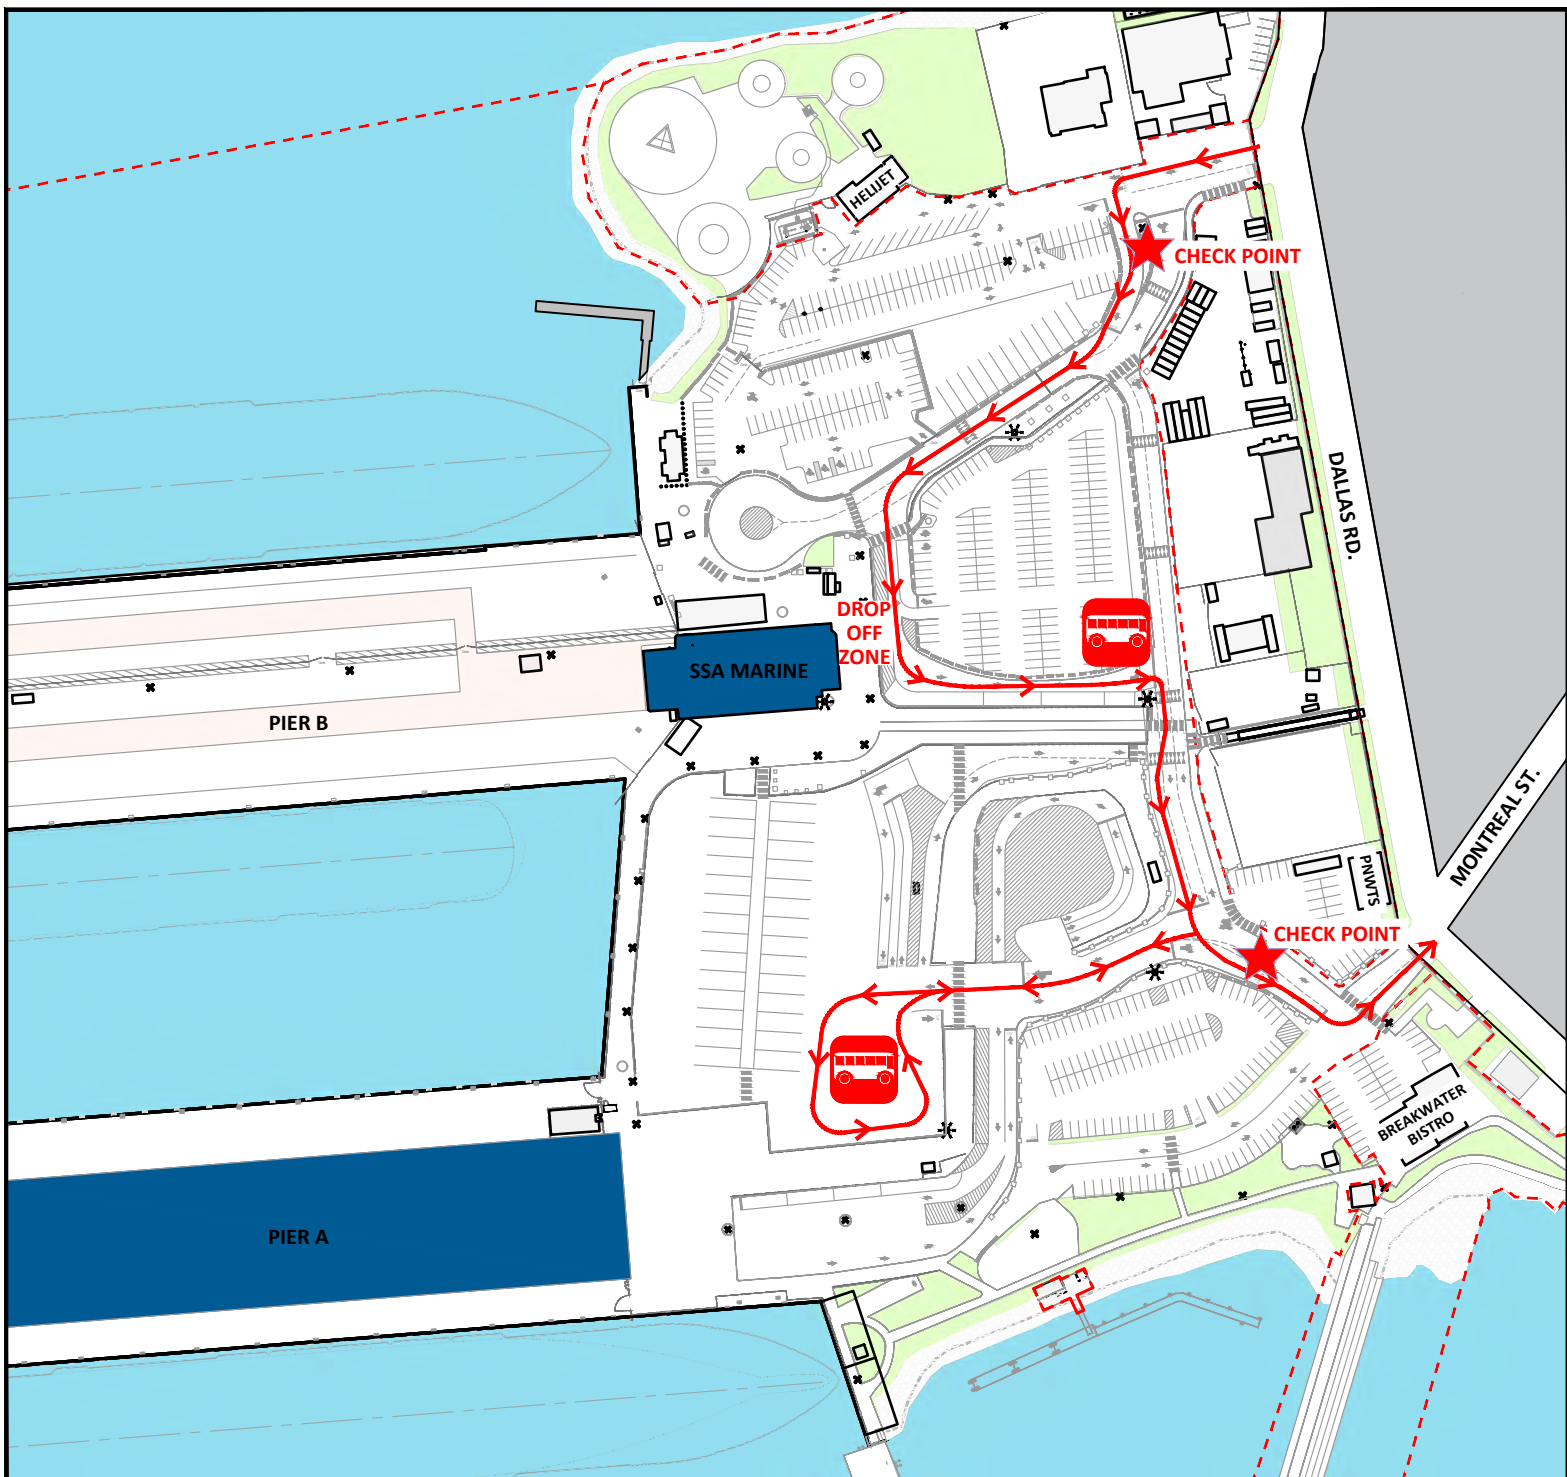 HELIJET
CHECK POINT
DALLAS RD.
DROP
OFF
ZONE
SSA MARINE
PIER B
MONTREAL ST.
PNWTS
CHECK POINT
BREAKWATER
BISTRO
PIER A